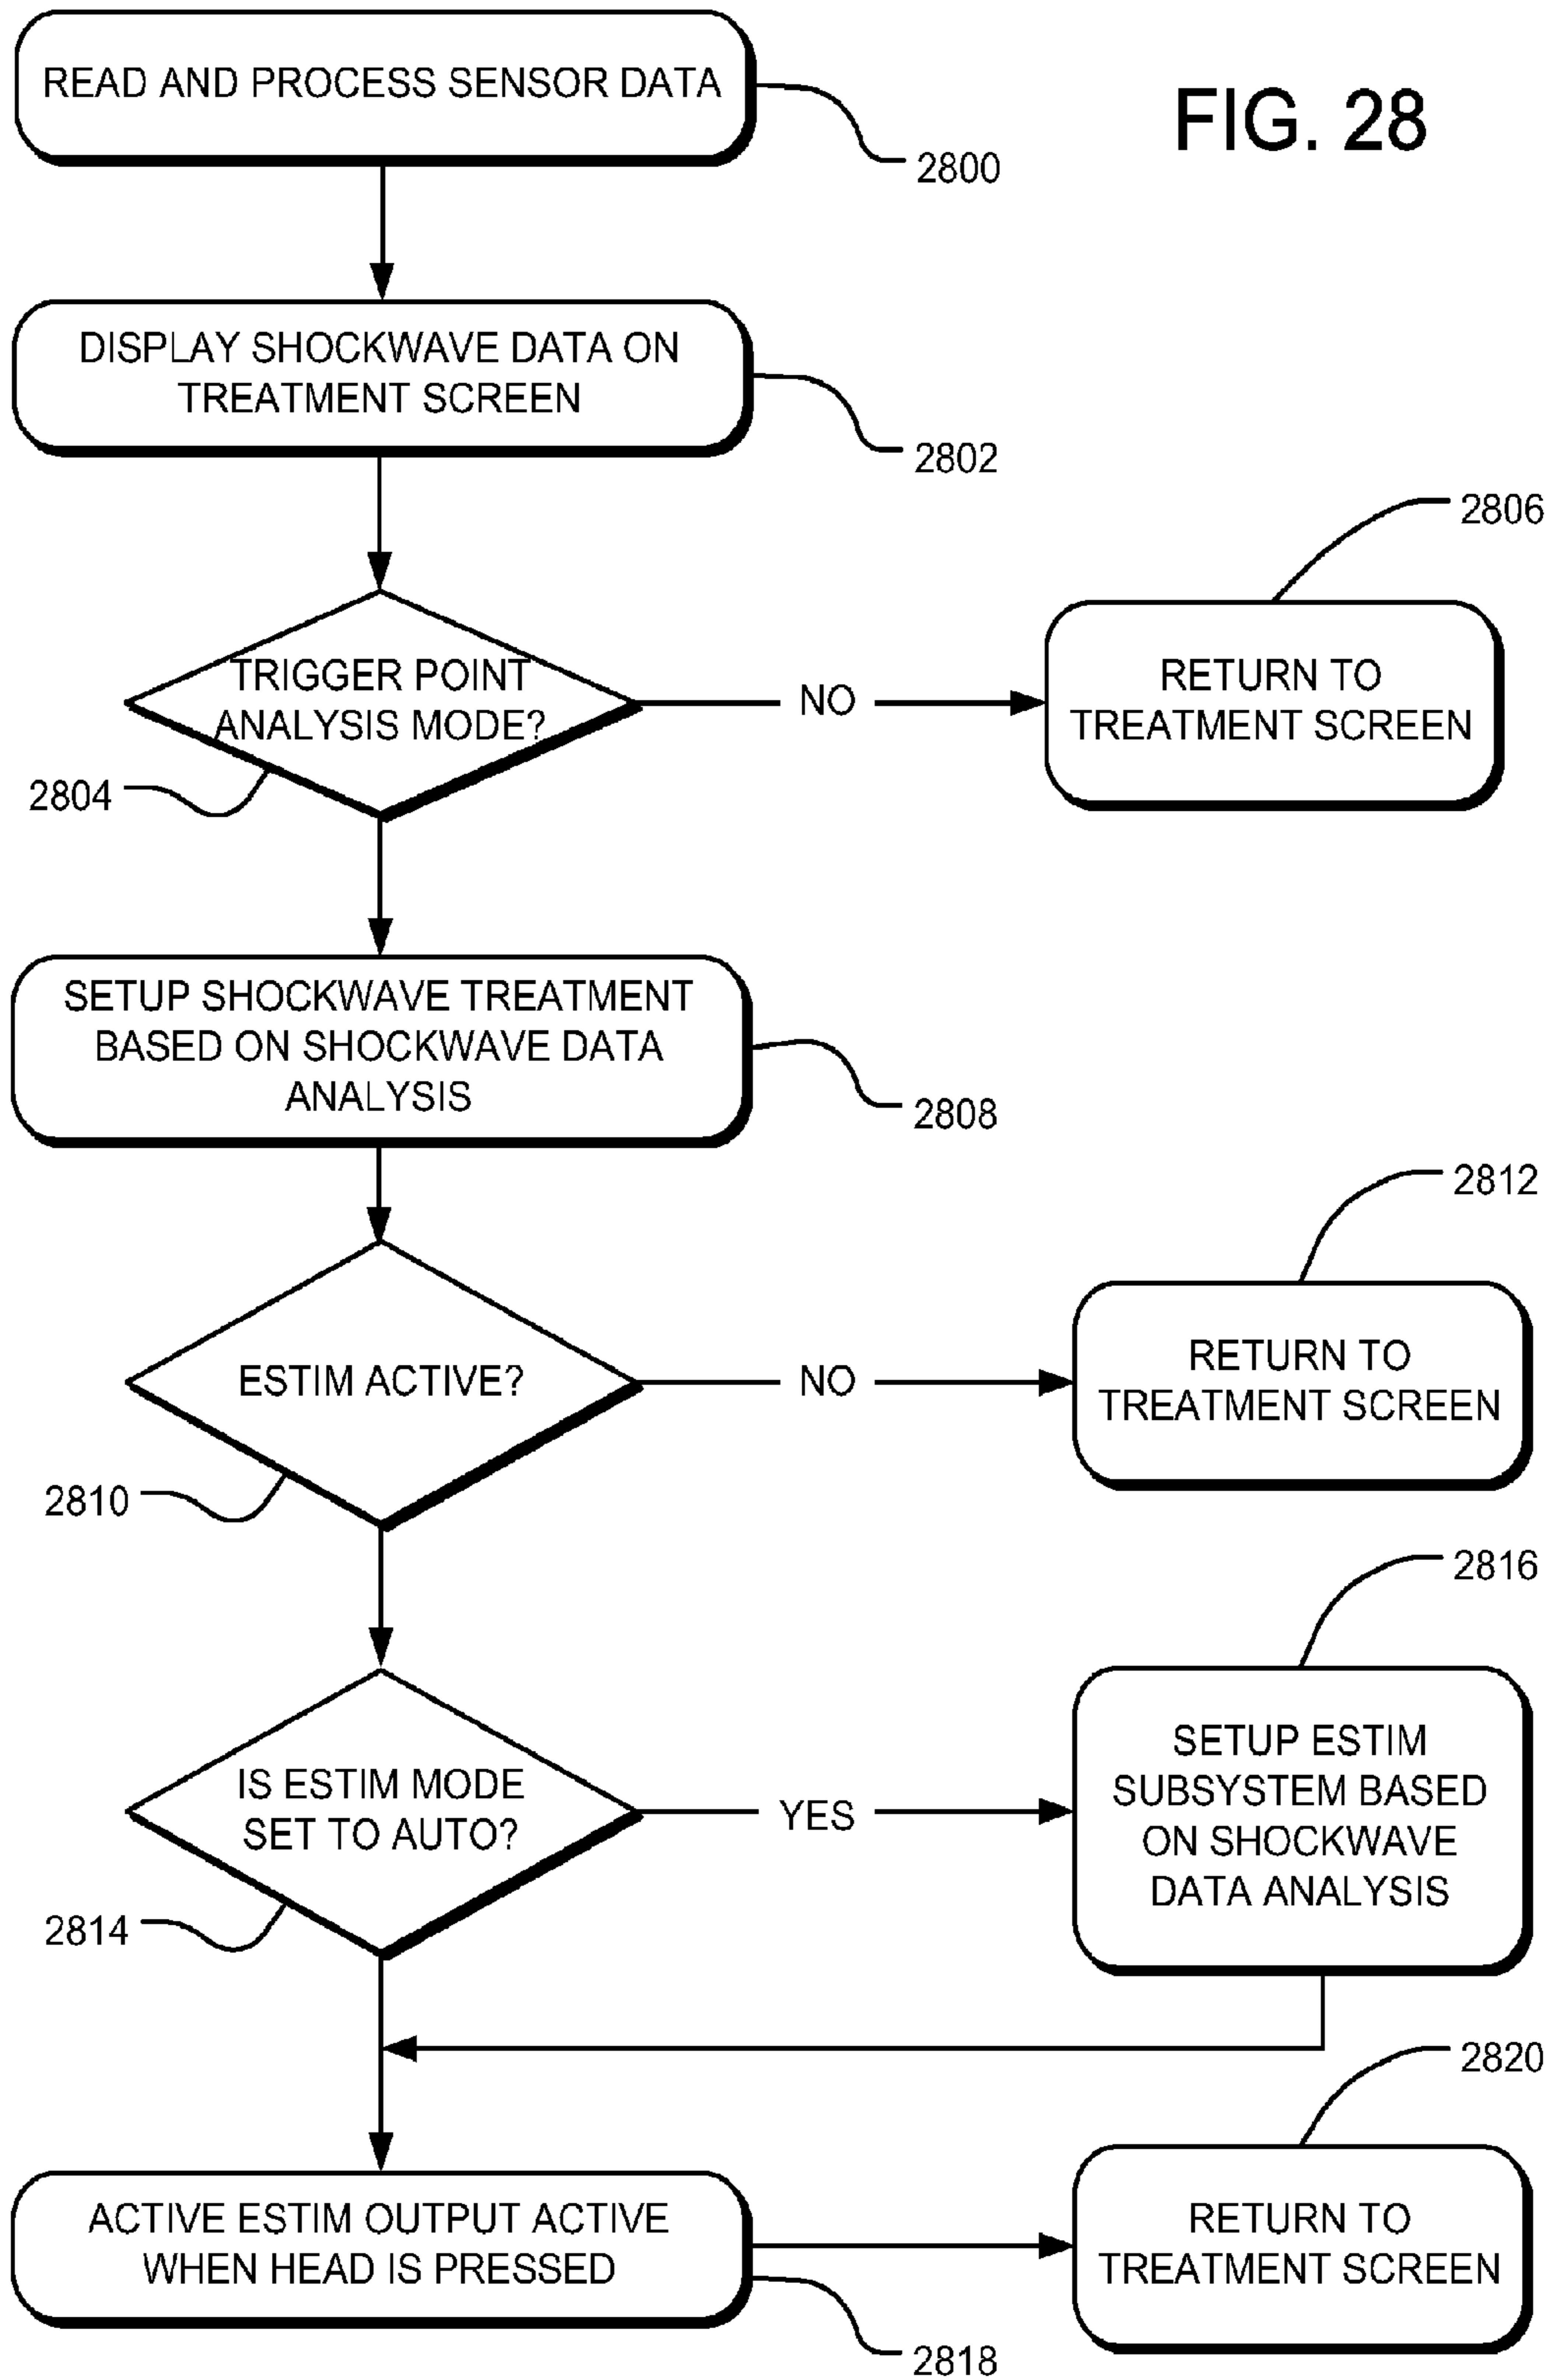 READ AND PROCESS SENSOR DATA
FIG. 28
2800
DISPLAY SHOCKWAVE DATA ON
TREATMENT SCREEN
2802
2806
TRIGGER POINT
ANALYSIS MODE?
NO
RETURN TO
TREATMENT SCREEN
2804
SETUP SHOCKWAVE TREATMENT
BASED ON SHOCKWAVE DATA
ANALYSIS
2808
2812
ESTIM ACTIVE?
NO
RETURN TO
TREATMENT SCREEN
2810
2816
IS ESTIM MODE
SET TO AUTO?
YES
SETUP ESTIM
SUBSYSTEM BASED
ON SHOCKWAVE
DATA ANALYSIS
2814
2820
ACTIVE ESTIM OUTPUT ACTIVE
WHEN HEAD IS PRESSED
RETURN TO
TREATMENT SCREEN
2818